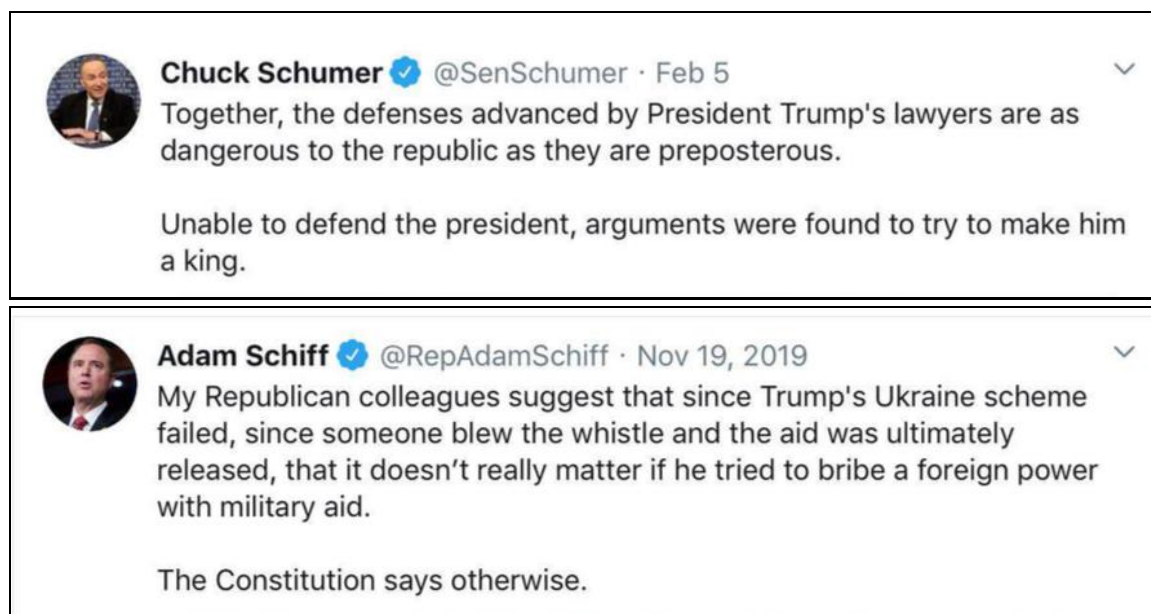 Chuck Schumer @SenSchumer · Feb 5
Together, the defenses advanced by President Trump's lawyers are as
dangerous to the republic as they are preposterous.
Unable to defend the president, arguments were found to try to make him
a king.
Adam Schiff @RepAdamSchiff · Nov 19, 2019
My Republican colleagues suggest that since Trump's Ukraine scheme
failed, since someone blew the whistle and the aid was ultimately
released, that it doesn’t really matter if he tried to bribe a foreign power
with military aid.
The Constitution says otherwise.